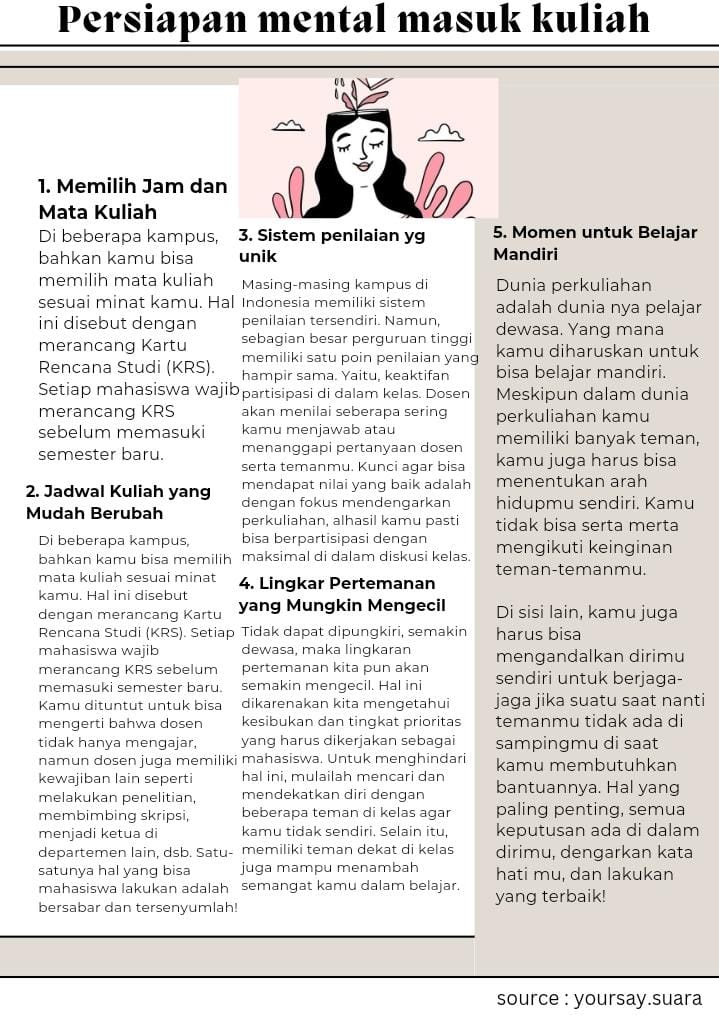 Persiapan mental masuk kuliah
1. Memilih Jam dan
Mata Kuliah
Di beberapa kampus,
bahkan kamu bisa
memilih mata kuliah
sesuai minat kamu. Hal
ini disebut dengan
merancang Kartu
Rencana Studi (KRS).
Setiap mahasiswa wajib
merancang KRS
sebelum memasuki
semester baru.
2. Jadwal Kuliah yang
Mudah Berubah
Di beberapa kampus,
bahkan kamu bisa memilih
mata kuliah sesuai minat
kamu. Hal ini disebut
dengan merancang Kartu
Rencana Studi (KRS). Setiap
mahasiswa wajib
merancang KRS sebelum
memasuki semester baru.
Kamu dituntut untuk bisa
mengerti bahwa dosen
tidak hanya mengajar,
namun dosen juga memiliki
kewajiban lain seperti
melakukan penelitian,
membimbing skripsi,
menjadi ketua di
departemen lain, dsb. Satu-
satunya hal yang bisa
mahasiswa lakukan adalah
bersabar dan tersenyumlah!
3. Sistem penilaian yg
unik
Masing-masing kampus di
Indonesia memiliki sistem
penilaian tersendiri. Namun,
sebagian besar perguruan tinggi
memiliki satu poin penilaian yang
hampir sama. Yaitu, keaktifan
partisipasi di dalam kelas. Dosen
akan menilai seberapa sering
kamu menjawab atau
menanggapi pertanyaan dosen
serta temanmu. Kunci agar bisa
mendapat nilai yang baik adalah
dengan fokus mendengarkan
perkuliahan, alhasil kamu pasti
bisa berpartisipasi dengan
maksimal di dalam diskusi kelas.
4. Lingkar Pertemanan
yang Mungkin Mengecil
Tidak dapat dipungkiri, semakin
dewasa, maka lingkaran
pertemanan kita pun akan
semakin mengecil. Hal ini
dikarenakan kita mengetahui
kesibukan dan tingkat prioritas
yang harus dikerjakan sebagai
mahasiswa. Untuk menghindari
hal ini, mulailah mencari dan
mendekatkan diri dengan
beberapa teman di kelas agar
kamu tidak sendiri. Selain itu,
memiliki teman dekat di kelas
juga mampu menambah
semangat kamu dalam belajar.
5. Momen untuk Belajar
Mandiri
Dunia perkuliahan
adalah dunia nya pelajar
dewasa. Yang mana
kamu diharuskan untuk
bisa belajar mandiri.
Meskipun dalam dunia
perkuliahan kamu
memiliki banyak teman,
kamu juga harus bisa
menentukan arah
hidupmu sendiri. Kamu
tidak bisa serta merta
mengikuti keinginan
teman-temanmu.
Di sisi lain, kamu juga
harus bisa
mengandalkan dirimu
sendiri untuk berjaga-
jaga jika suatu saat nanti
temanmu tidak ada di
sampingmu di saat
kamu membutuhkan
bantuannya. Hal yang
paling penting, semua
keputusan ada di dalam
dirimu, dengarkan kata
hati mu, dan lakukan
yang terbaik!
source : yoursay.suara